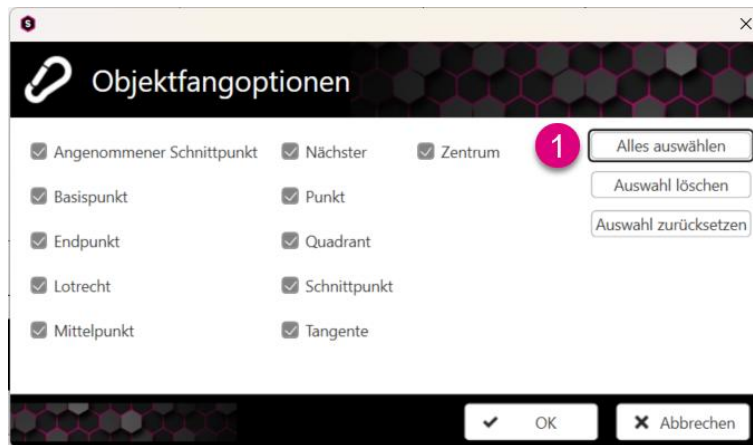 S
Objektfangoptionen
Angenommener Schnittpunkt
Nächster
Zentrum
1
Alles auswählen
Basispunkt
Punkt
Auswahl löschen
Endpunkt
Quadrant
Auswahl zurücksetzen
Lotrecht
Schnittpunkt
Mittelpunkt
Tangente
OK
Abbrechen